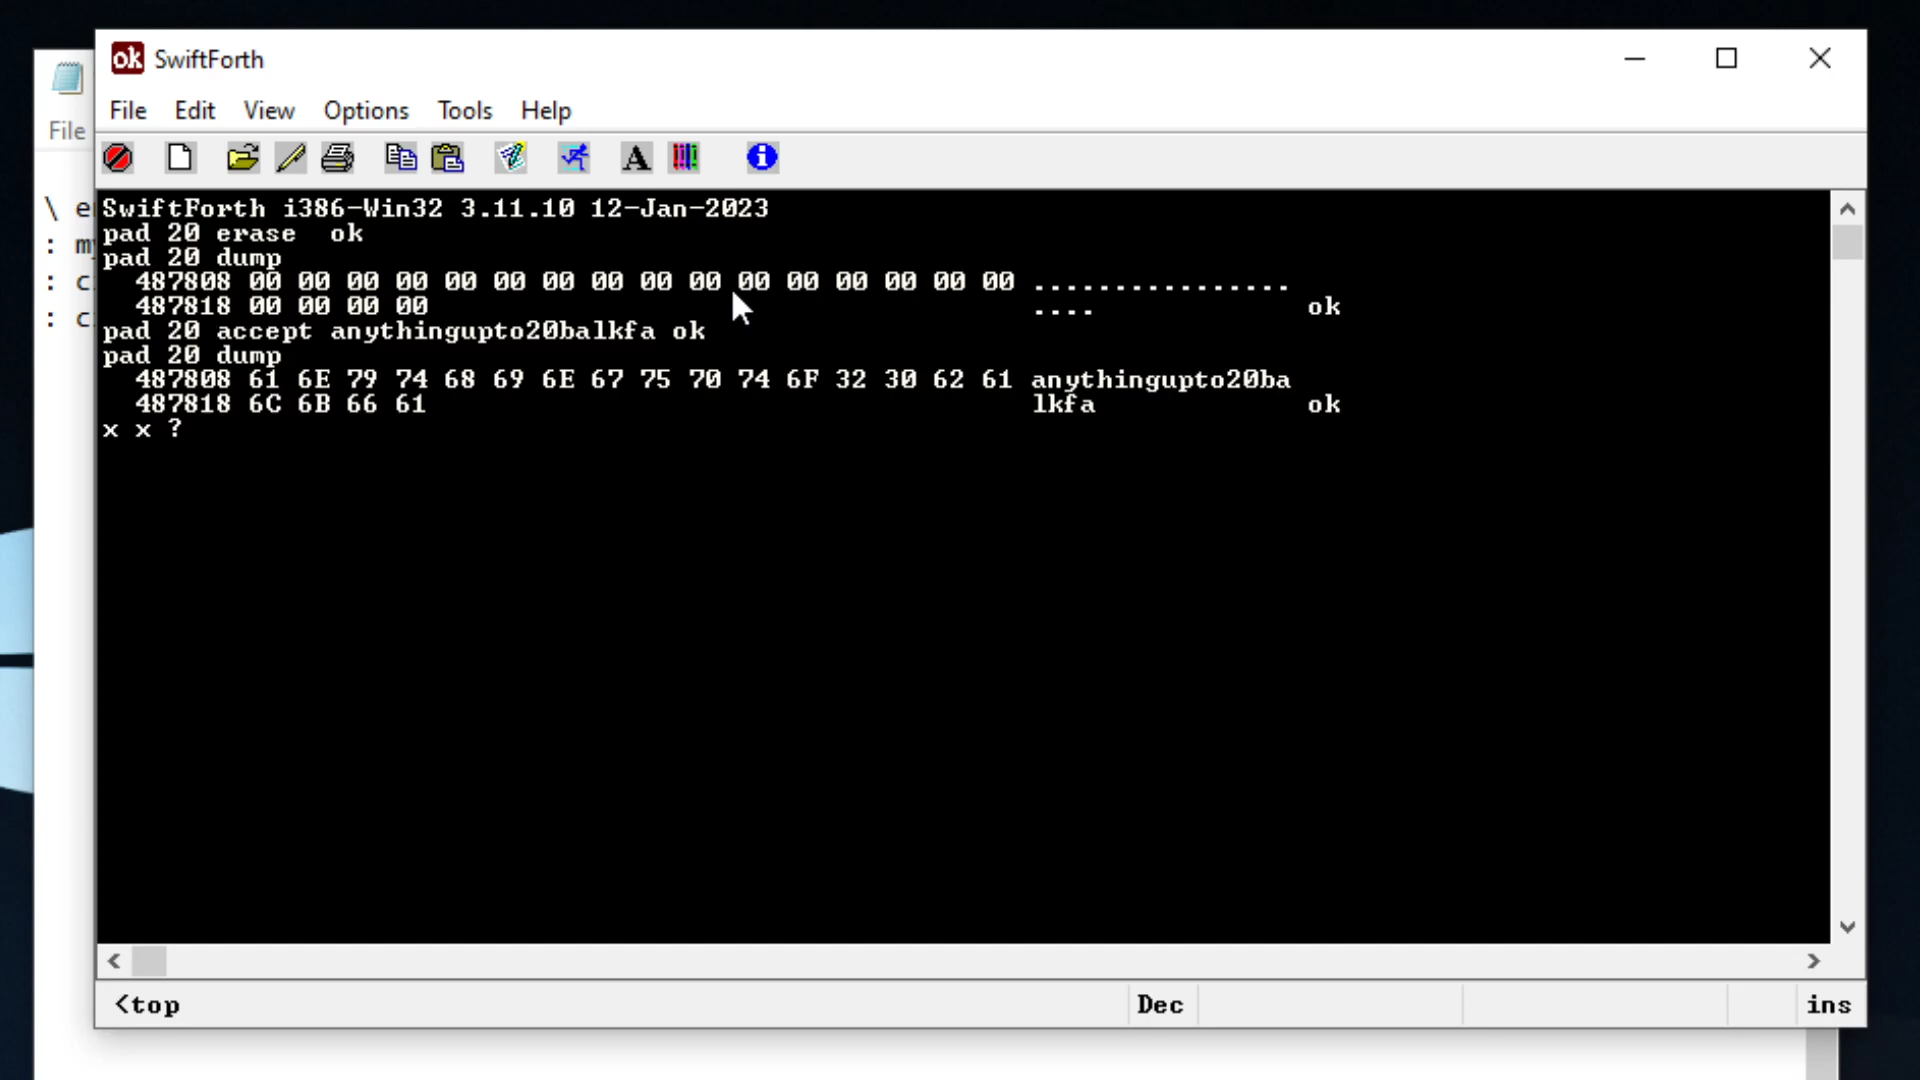 SwiftForth
File Edit View Options Tools Help
File
SwiftForth i386-Win32 3.11.10 12-Jan-2023
pad 20 erase  ok
pad 20 dump
487808 00 00 00 00 00 00 00 00 00 00 00 00 00 00 00 00 ................
487818 00 00 00 00 .... ok
pad 20 accept anythingupto20balkfa ok
pad 20 dump
487808 61 6E 79 74 68 69 6E 67 75 70 74 6F 32 30 62 61 anythingupto20ba
487818 6C 6B 66 61 lkfa ok
x x ?
<top Dec ins